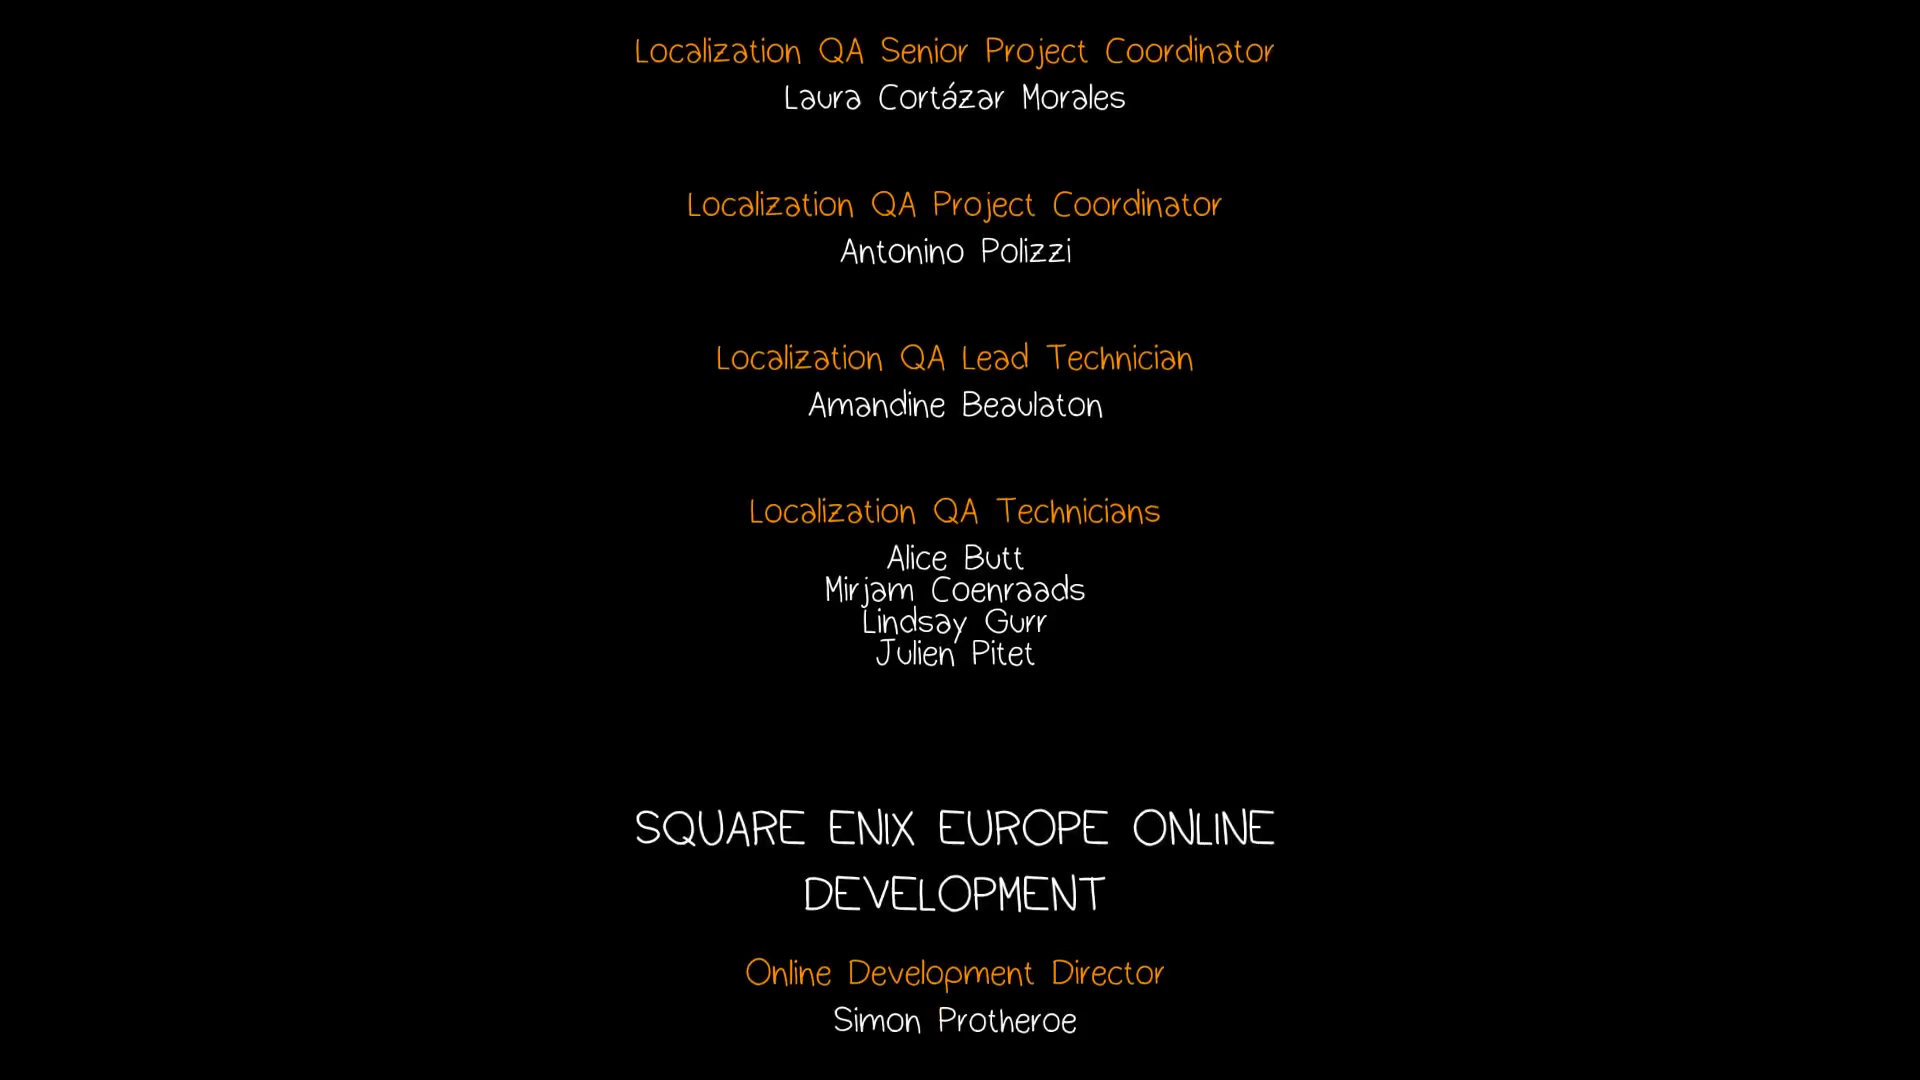 Localization QA Senior Project Coordinator
Laura Cortázar Morales
Localization QA Project Coordinator
Antonino Polizzi
Localization QA Lead Technician
Amandine Beaulaton
Localization QA Technicians
Alice Butt
Mirjam Coenraads
Lindsay Gurr
Julien Pitet
SQUARE ENIX EUROPE ONLINE
DEVELOPMENT
Online Development Director
Simon Protheroe